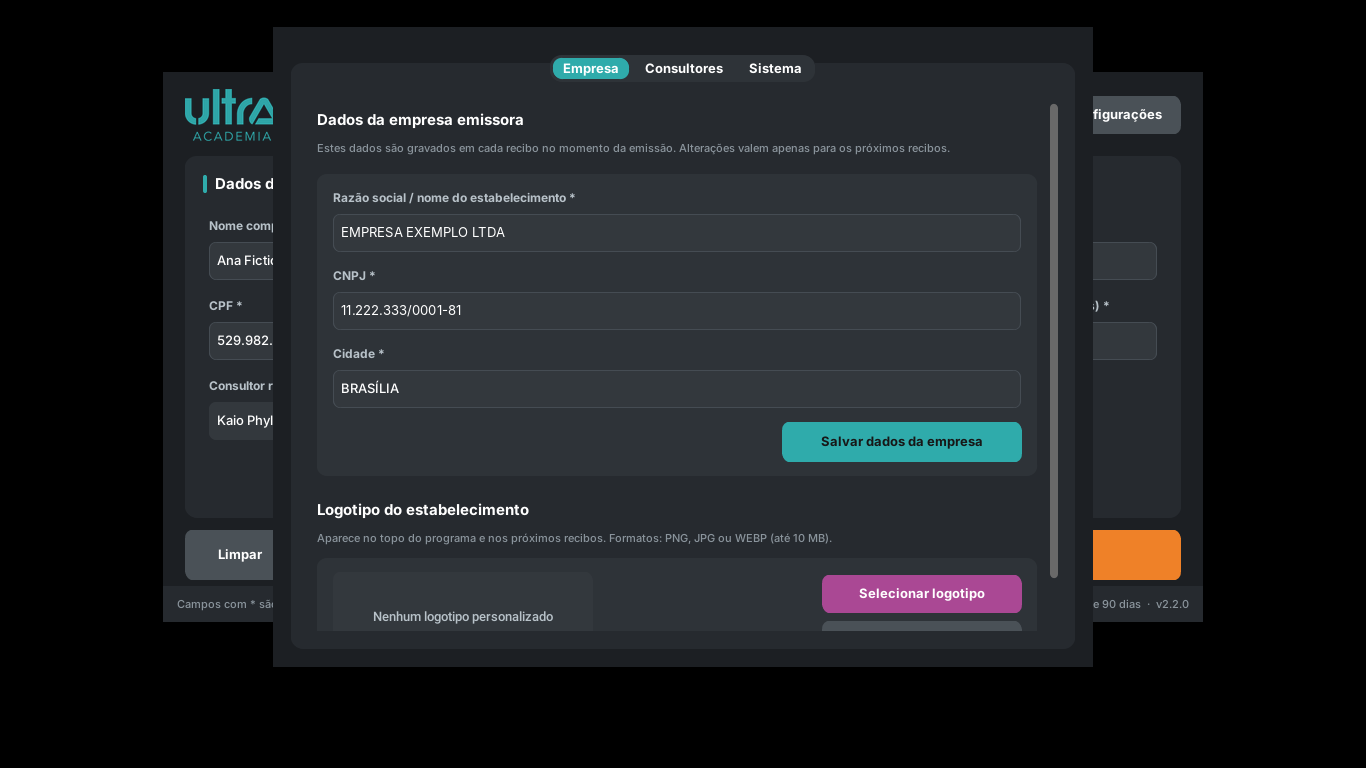 Empresa Consultores Sistema
ultra
ACADEMIA
figurações
Dados da empresa emissora
Estes dados são gravados em cada recibo no momento da emissão. Alterações valem apenas para os próximos recibos.
Dados d
Razão social / nome do estabelecimento *
Nome comp
EMPRESA EXEMPLO LTDA
Ana Fictic
CNPJ *
CPF *
s) *
11.222.333/0001-81
529.982.
Cidade *
Consultor r
BRASÍLIA
Kaio Phyl
Salvar dados da empresa
Logotipo do estabelecimento
Aparece no topo do programa e nos próximos recibos. Formatos: PNG, JPG ou WEBP (até 10 MB).
Limpar
Selecionar logotipo
Nenhum logotipo personalizado
Campos com * são
e 90 dias · v2.2.0